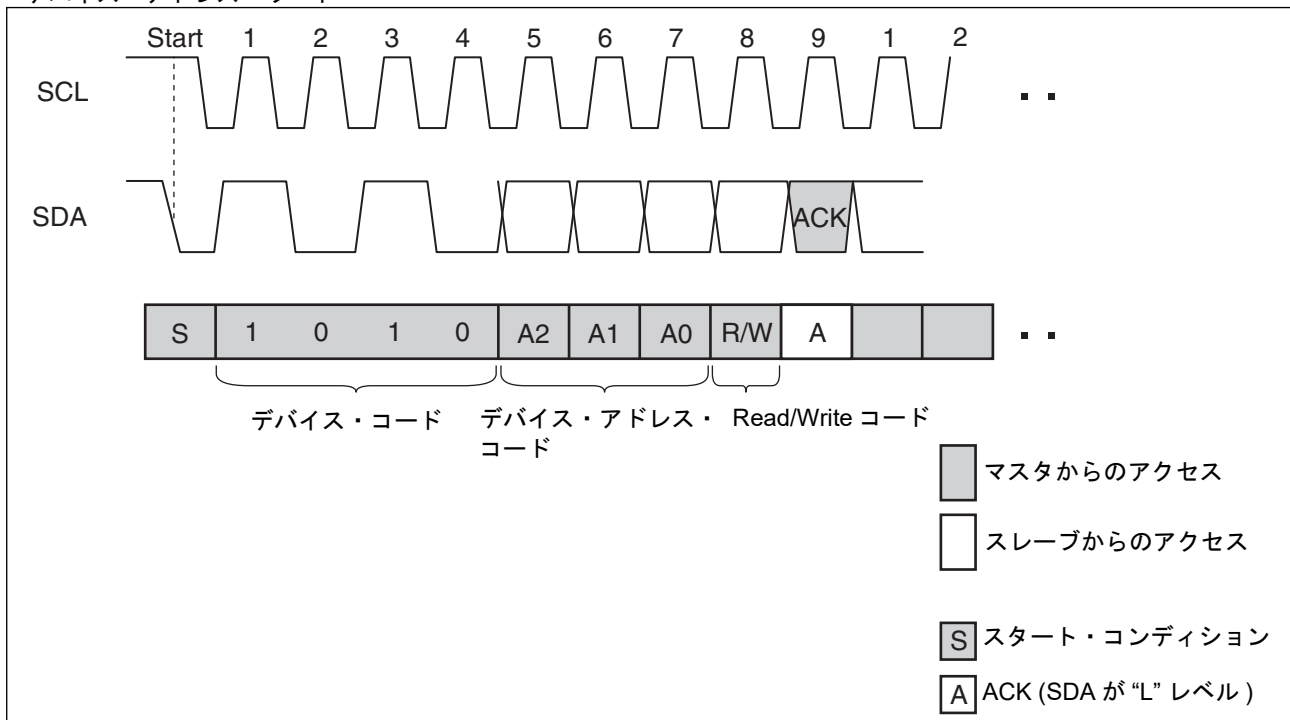 Start 1 2 3 4 5 6 7 8 9 1 2
SCL
SDA
ACK
S 1 0 1 0 A2 A1 A0 R/W A
デバイス・コード
デバイス・アドレス・
コード
Read/Write コード
マスタからのアクセス
スレーブからのアクセス
S スタート・コンディション
A ACK (SDA が “L” レベル )